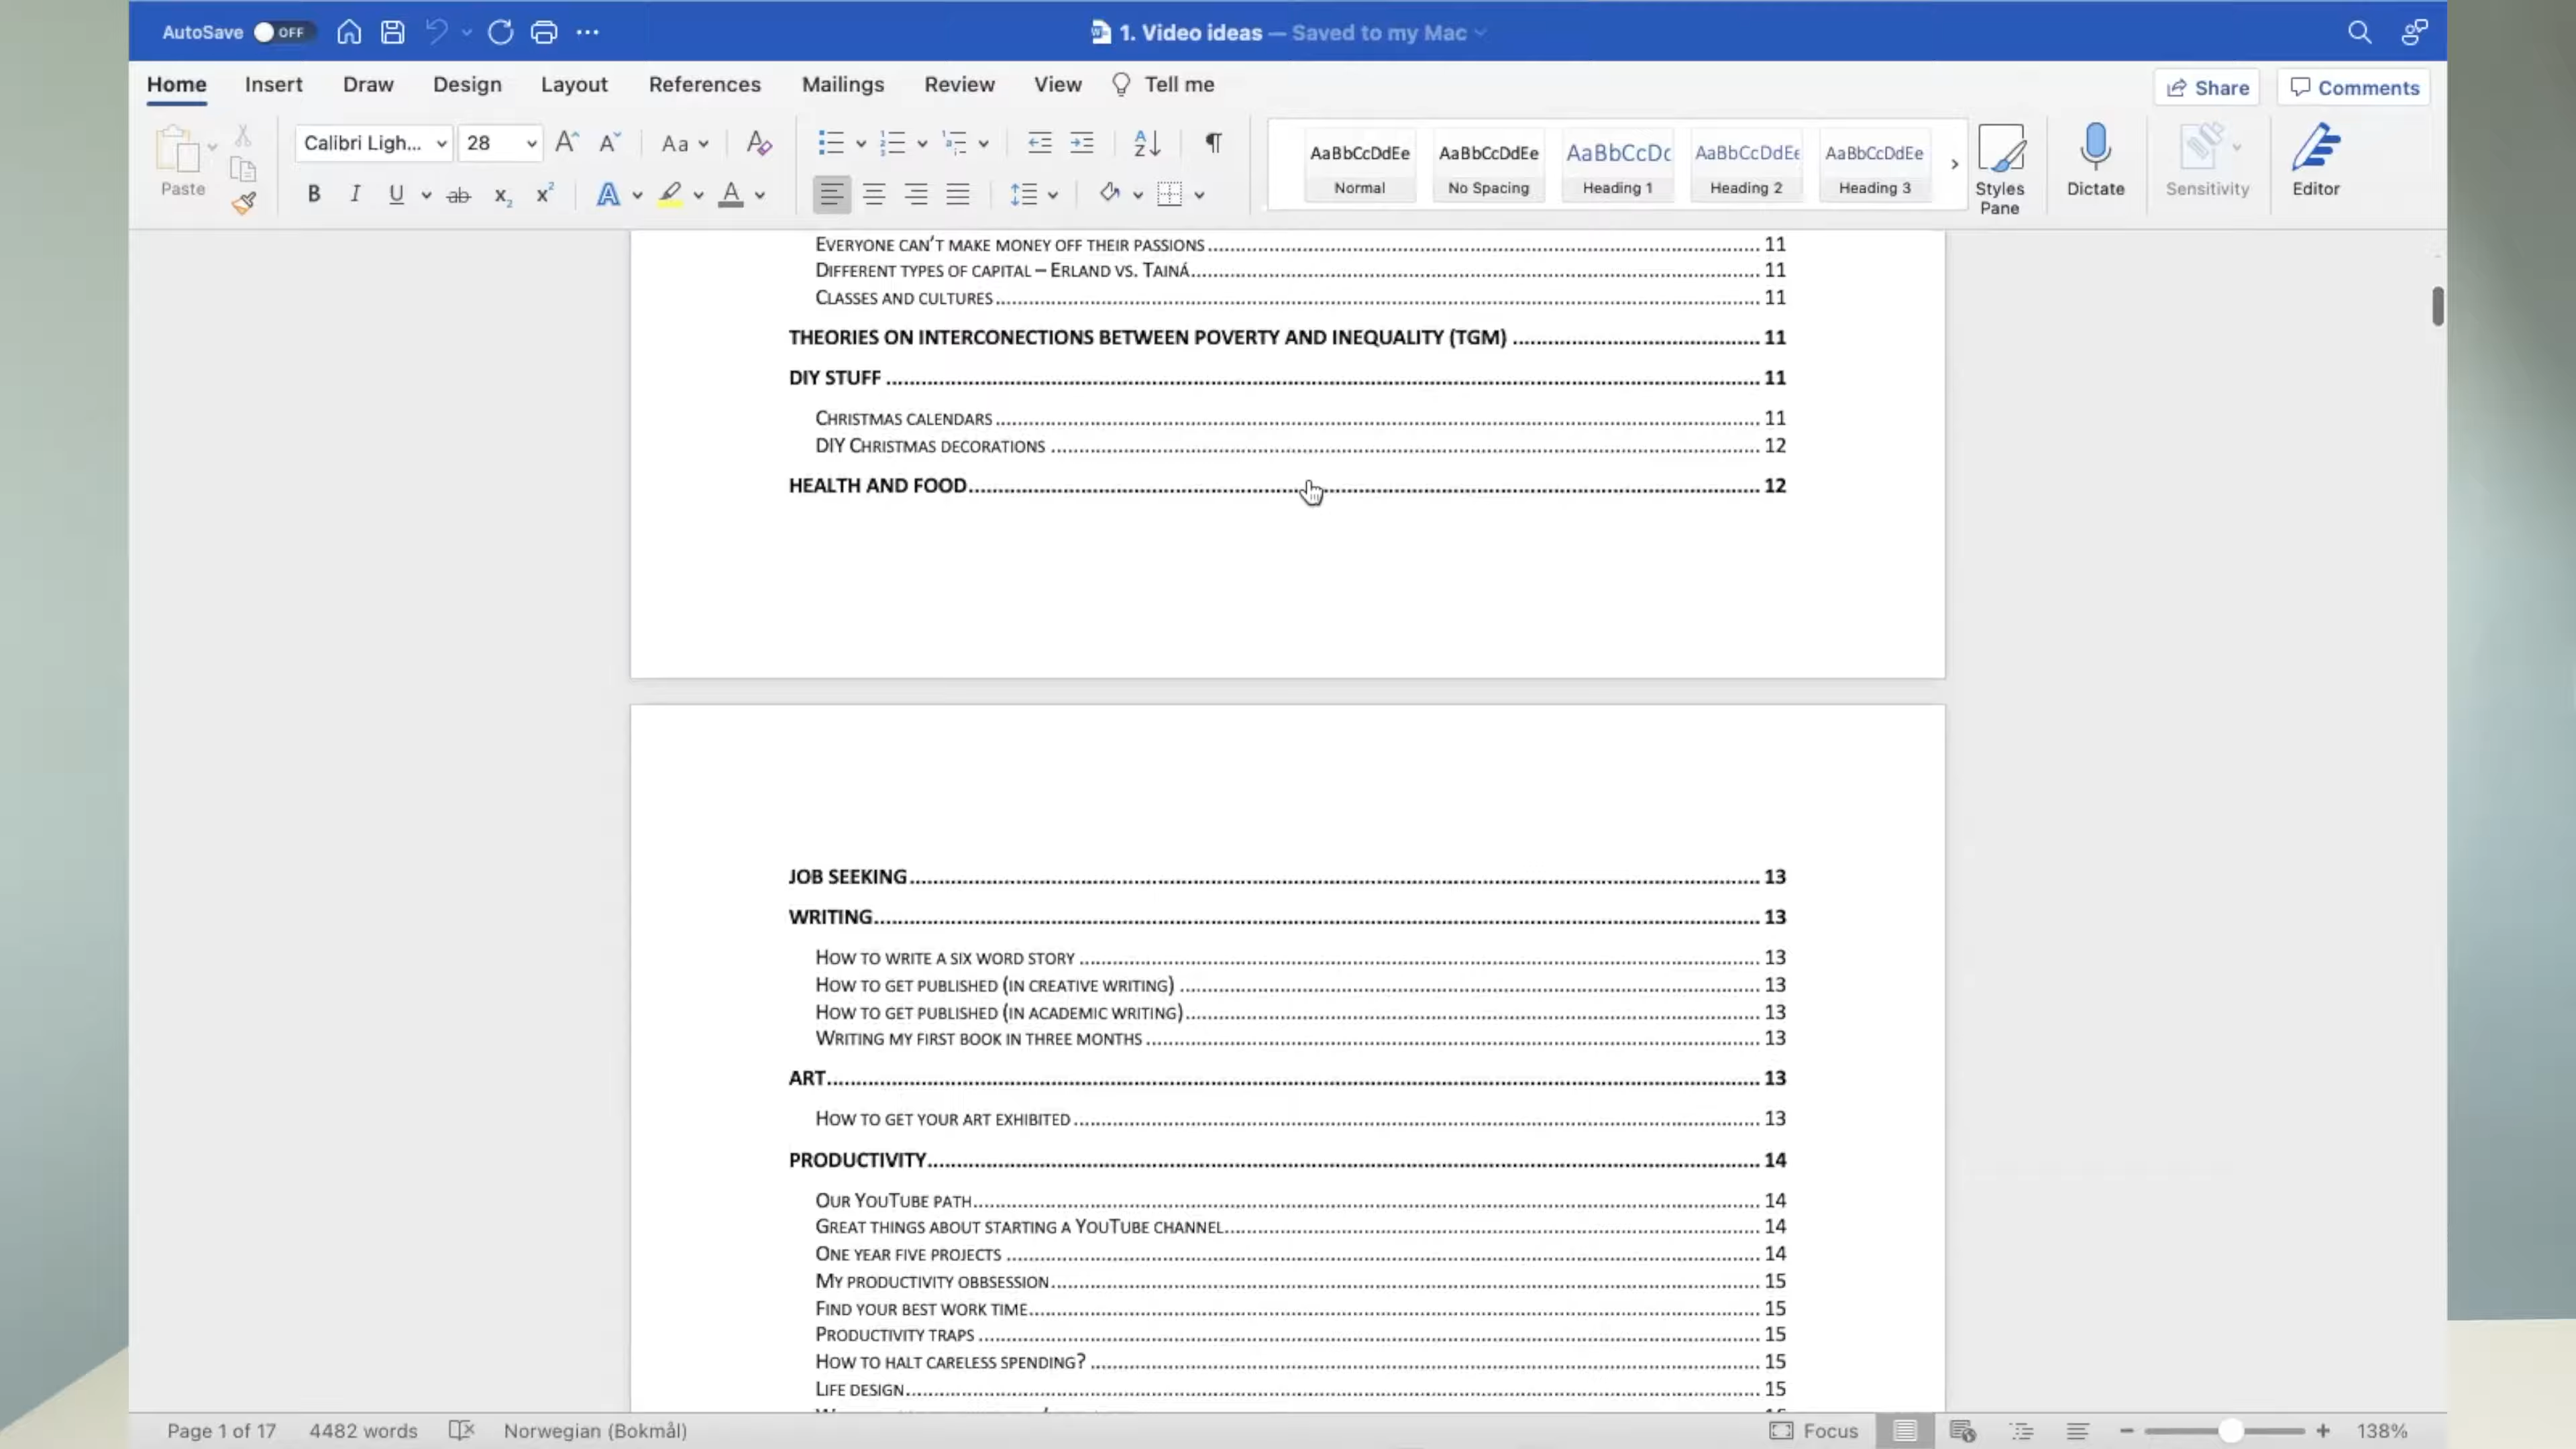 AutoSave OFF
1. Video ideas — Saved to my Mac
Home Insert Draw Design Layout References Mailings Review View Tell me
Share Comments
Paste
Calibri Ligh... 28
Aa
B I U ab x₂ x² A A
AaBbCcDdEe AaBbCcDdEe AaBbCcDc AaBbCcDdEe AaBbCcDdEe
Normal No Spacing Heading 1 Heading 2 Heading 3
Styles Pane
Dictate
Sensitivity
Editor
EVERYONE CAN'T MAKE MONEY OFF THEIR PASSIONS 11
DIFFERENT TYPES OF CAPITAL – ERLAND VS. TAINÁ 11
CLASSES AND CULTURES 11
THEORIES ON INTERCONECTIONS BETWEEN POVERTY AND INEQUALITY (TGM) 11
DIY STUFF 11
CHRISTMAS CALENDARS 11
DIY CHRISTMAS DECORATIONS 12
HEALTH AND FOOD 12
JOB SEEKING 13
WRITING 13
HOW TO WRITE A SIX WORD STORY 13
HOW TO GET PUBLISHED (IN CREATIVE WRITING) 13
HOW TO GET PUBLISHED (IN ACADEMIC WRITING) 13
WRITING MY FIRST BOOK IN THREE MONTHS 13
ART 13
HOW TO GET YOUR ART EXHIBITED 13
PRODUCTIVITY 14
OUR YOUTUBE PATH 14
GREAT THINGS ABOUT STARTING A YOUTUBE CHANNEL 14
ONE YEAR FIVE PROJECTS 14
MY PRODUCTIVITY OBBSESSION 15
FIND YOUR BEST WORK TIME 15
PRODUCTIVITY TRAPS 15
HOW TO HALT CARELESS SPENDING? 15
LIFE DESIGN 15
Page 1 of 17 4482 words Norwegian (Bokmål)
Focus 138%